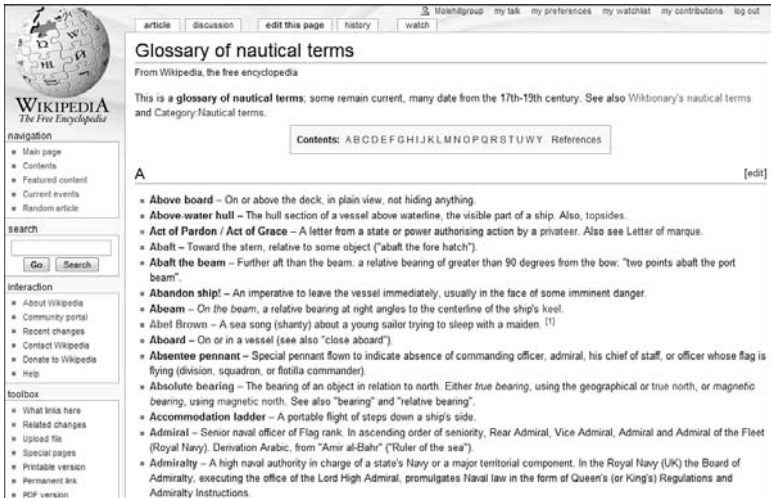 Molehillgroup my talk my preferences my watchlist my contributions log out
article discussion edit this page history watch
WIKIPEDIA
The Free Encyclopedia
navigation
Main page
Contents
Featured content
Current events
Random article
search
Go Search
interaction
About Wikipedia
Community portal
Recent changes
Contact Wikipedia
Donate to Wikipedia
Help
toolbox
What links here
Related changes
Upload file
Special pages
Printable version
Permanent link
PDF version
Glossary of nautical terms
From Wikipedia, the free encyclopedia
This is a glossary of nautical terms; some remain current, many date from the 17th-19th century. See also Wiktionary's nautical terms
and Category:Nautical terms.
Contents: A B C D E F G H I J K L M N O P Q R S T U W Y References
A [edit]
Above board – On or above the deck, in plain view, not hiding anything.
Above-water hull – The hull section of a vessel above waterline, the visible part of a ship. Also, topsides.
Act of Pardon / Act of Grace – A letter from a state or power authorising action by a privateer. Also see Letter of marque.
Abaft – Toward the stern, relative to some object ("abaft the fore hatch").
Abaft the beam – Further aft than the beam: a relative bearing of greater than 90 degrees from the bow: "two points abaft the port
beam".
Abandon ship! – An imperative to leave the vessel immediately, usually in the face of some imminent danger.
Abeam – On the beam, a relative bearing at right angles to the centerline of the ship's keel.
Abel Brown – A sea song (shanty) about a young sailor trying to sleep with a maiden. [1]
Aboard – On or in a vessel (see also "close aboard").
Absentee pennant – Special pennant flown to indicate absence of commanding officer, admiral, his chief of staff, or officer whose flag is
flying (division, squadron, or flotilla commander).
Absolute bearing – The bearing of an object in relation to north. Either true bearing, using the geographical or true north, or magnetic
bearing, using magnetic north. See also "bearing" and "relative bearing".
Accommodation ladder – A portable flight of steps down a ship's side.
Admiral – Senior naval officer of Flag rank. In ascending order of seniority, Rear Admiral, Vice Admiral, Admiral and Admiral of the Fleet
(Royal Navy). Derivation Arabic, from "Amir al-Bahr" ("Ruler of the sea").
Admiralty – A high naval authority in charge of a state's Navy or a major territorial component. In the Royal Navy (UK) the Board of
Admiralty, executing the office of the Lord High Admiral, promulgates Naval law in the form of Queen's (or King's) Regulations and
Admiralty Instructions.